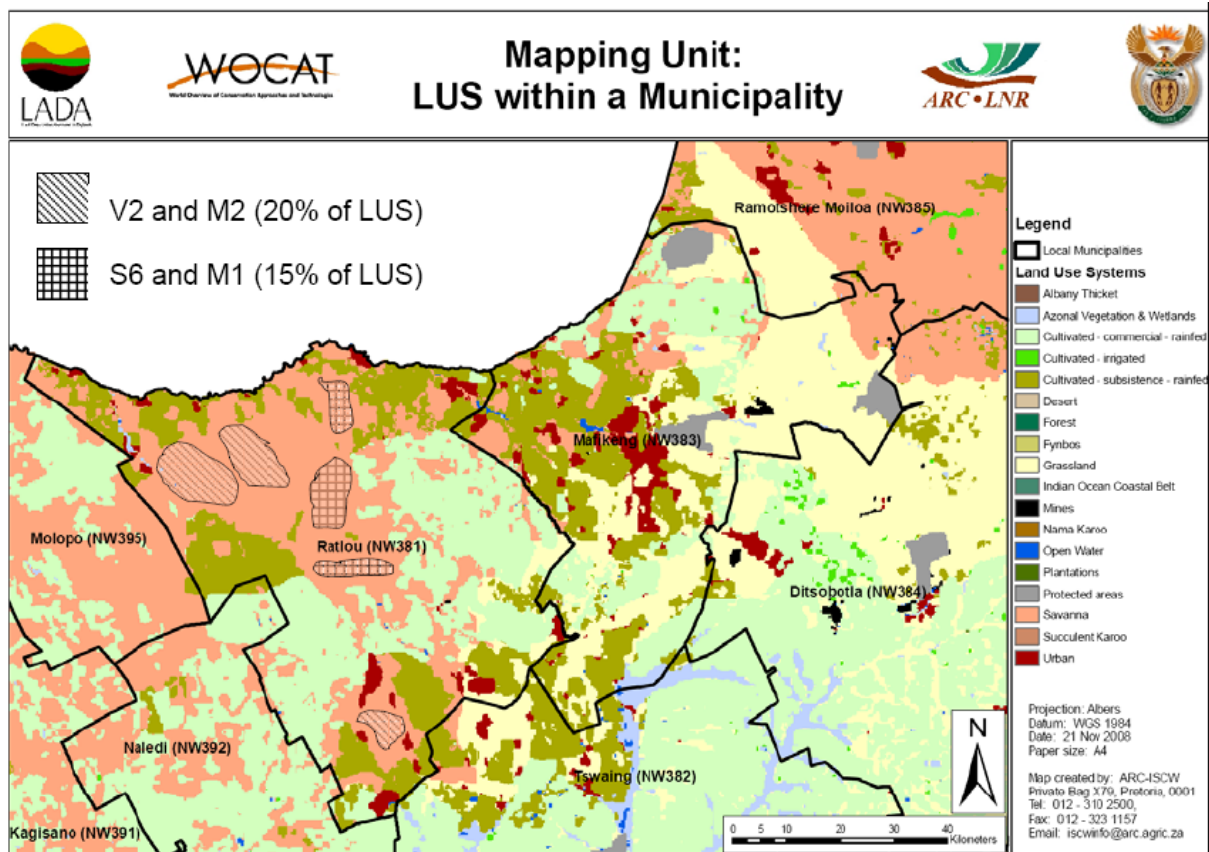 LADA
WOCAT
World Overview of Conservation Approaches and Technologies
Mapping Unit:
LUS within a Municipality
ARC • LNR
V2 and M2 (20% of LUS)
S6 and M1 (15% of LUS)
Ramotshere Moiloa (NW385)
Mafikeng (NW383)
Molopo (NW395)
Ratlou (NW381)
Ditsobotla (NW384)
Naledi (NW392)
Tswaing (NW382)
Kagisano (NW391)
N
0 5 10 20 30 40
Kilometers
Legend
Local Municipalities
Land Use Systems
Albany Thicket
Azonal Vegetation & Wetlands
Cultivated - commercial - rainfed
Cultivated - irrigated
Cultivated - subsistence - rainfed
Desert
Forest
Fynbos
Grassland
Indian Ocean Coastal Belt
Mines
Nama Karoo
Open Water
Plantations
Protected areas
Savanna
Succulent Karoo
Urban
Projection: Albers
Datum: WGS 1984
Date: 21 Nov 2008
Paper size: A4
Map created by: ARC-ISCW
Private Bag X79, Pretoria, 0001
Tel: 012 - 310 2500,
Fax: 012 - 323 1157
Email: iscwinfo@arc.agric.za